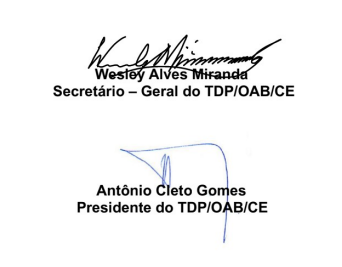 Wesley Alves Miranda
Secretário – Geral do TDP/OAB/CE
Antônio Cleto Gomes
Presidente do TDP/OAB/CE